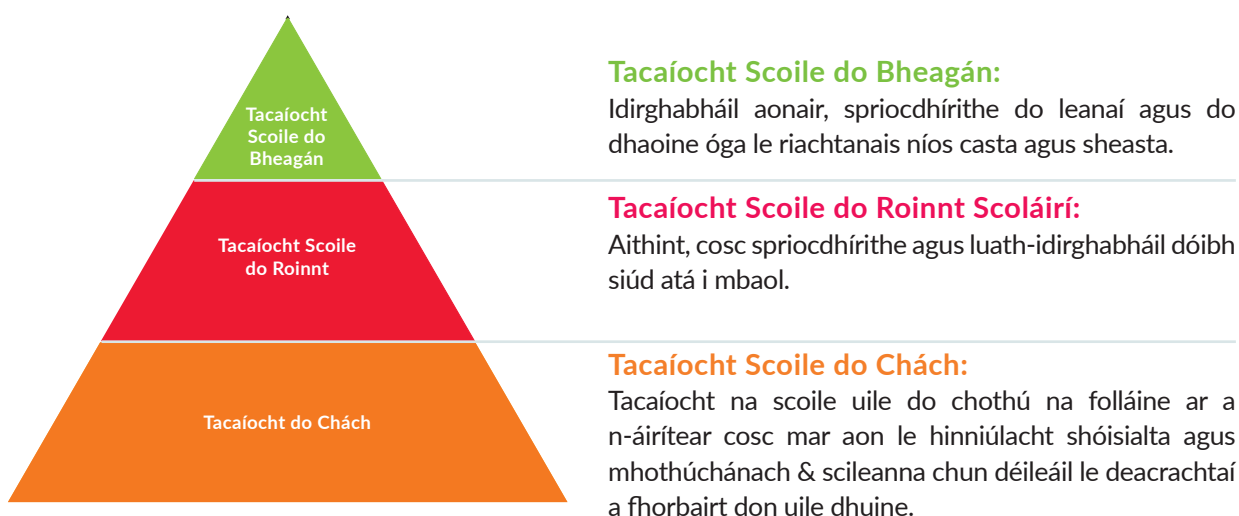 Tacaíocht
Scoile do
Bheagán
Tacaíocht Scoile do Bheagán:
Idirghabháil aonair, spriocdhírithe do leanaí agus do
dhaoine óga le riachtanais níos casta agus sheasta.
Tacaíocht Scoile
do Roinnt
Tacaíocht Scoile do Roinnt Scoláirí:
Aithint, cosc spriocdhírithe agus luath-idirghabháil dóibh
siúd atá i mbaol.
Tacaíocht do Chách
Tacaíocht Scoile do Chách:
Tacaíocht na scoile uile do chothú na folláine ar a
n-áirítear cosc mar aon le hinniúlacht shóisialta agus
mhothúchánach & scileanna chun déileáil le deacrachtaí
a fhorbairt don uile dhuine.